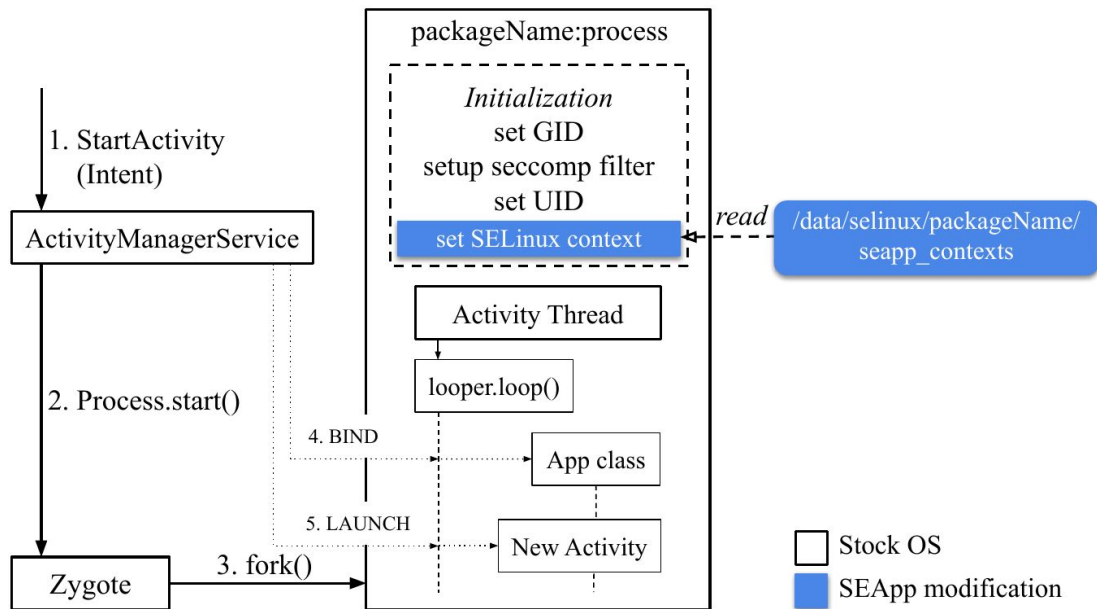 packageName:process
Initialization
set GID
setup seccomp filter
set UID
set SELinux context
read
/data/selinux/packageName/
seapp_contexts
1. StartActivity
(Intent)
ActivityManagerService
Activity Thread
looper.loop()
2. Process.start()
4. BIND
App class
5. LAUNCH
New Activity
Zygote
3. fork()
Stock OS
SEApp modification